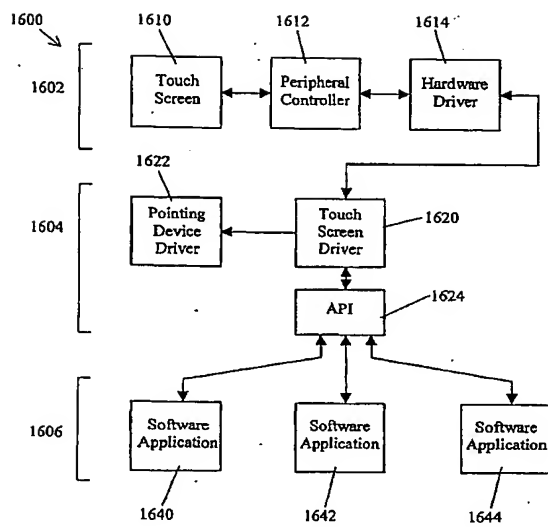 1600
1610
1612
1614
1602
Touch
Screen
Peripheral
Controller
Hardware
Driver
1622
1604
Pointing
Device
Driver
Touch
Screen
Driver
1620
API
1624
1606
Software
Application
Software
Application
Software
Application
1640
1642
1644